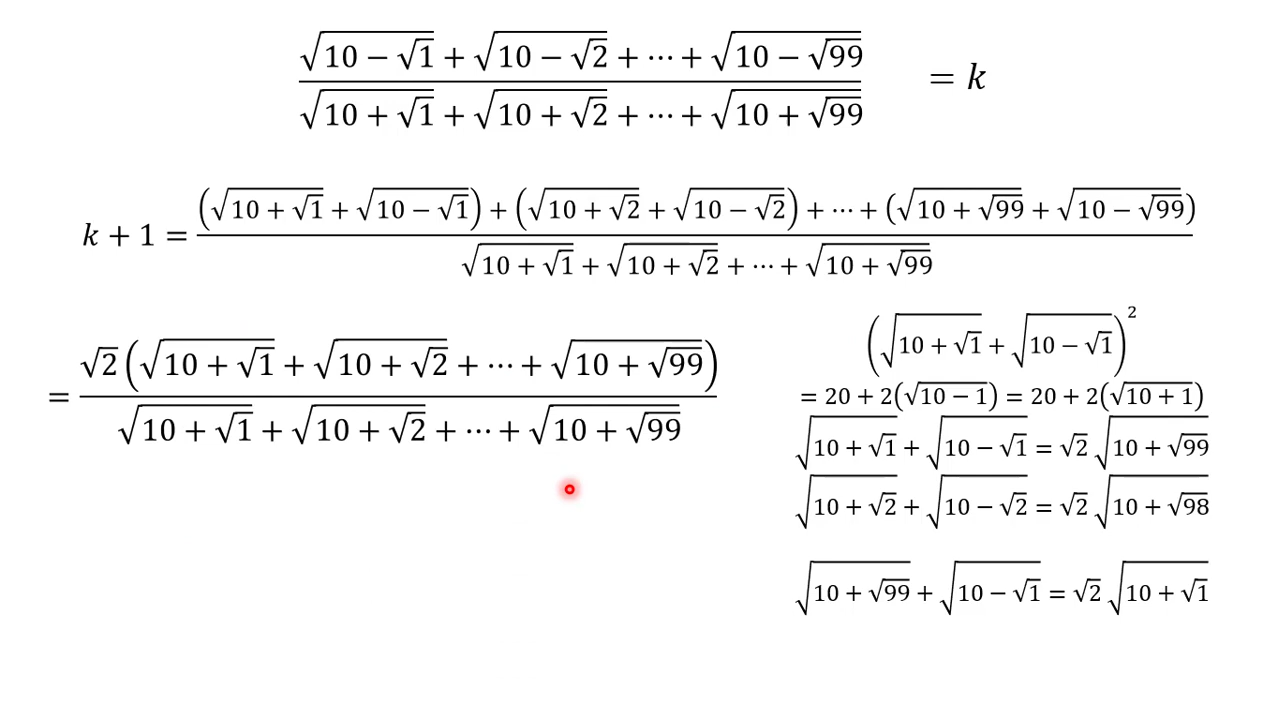 (√(10 − √1) + √(10 − √2) + ⋯ + √(10 − √99)) / (√(10 + √1) + √(10 + √2) + ⋯ + √(10 + √99)) = k
k + 1 = ((√(10 + √1) + √(10 − √1)) + (√(10 + √2) + √(10 − √2)) + ⋯ + (√(10 + √99) + √(10 − √99))) / (√(10 + √1) + √(10 + √2) + ⋯ + √(10 + √99))
= √2(√(10 + √1) + √(10 + √2) + ⋯ + √(10 + √99)) / (√(10 + √1) + √(10 + √2) + ⋯ + √(10 + √99))
(√(10 + √1) + √(10 − √1))²
= 20 + 2(√(10 − 1)) = 20 + 2(√(10 + 1))
√(10 + √1) + √(10 − √1) = √2 √(10 + √99)
√(10 + √2) + √(10 − √2) = √2 √(10 + √98)
√(10 + √99) + √(10 − √1) = √2 √(10 + √1)